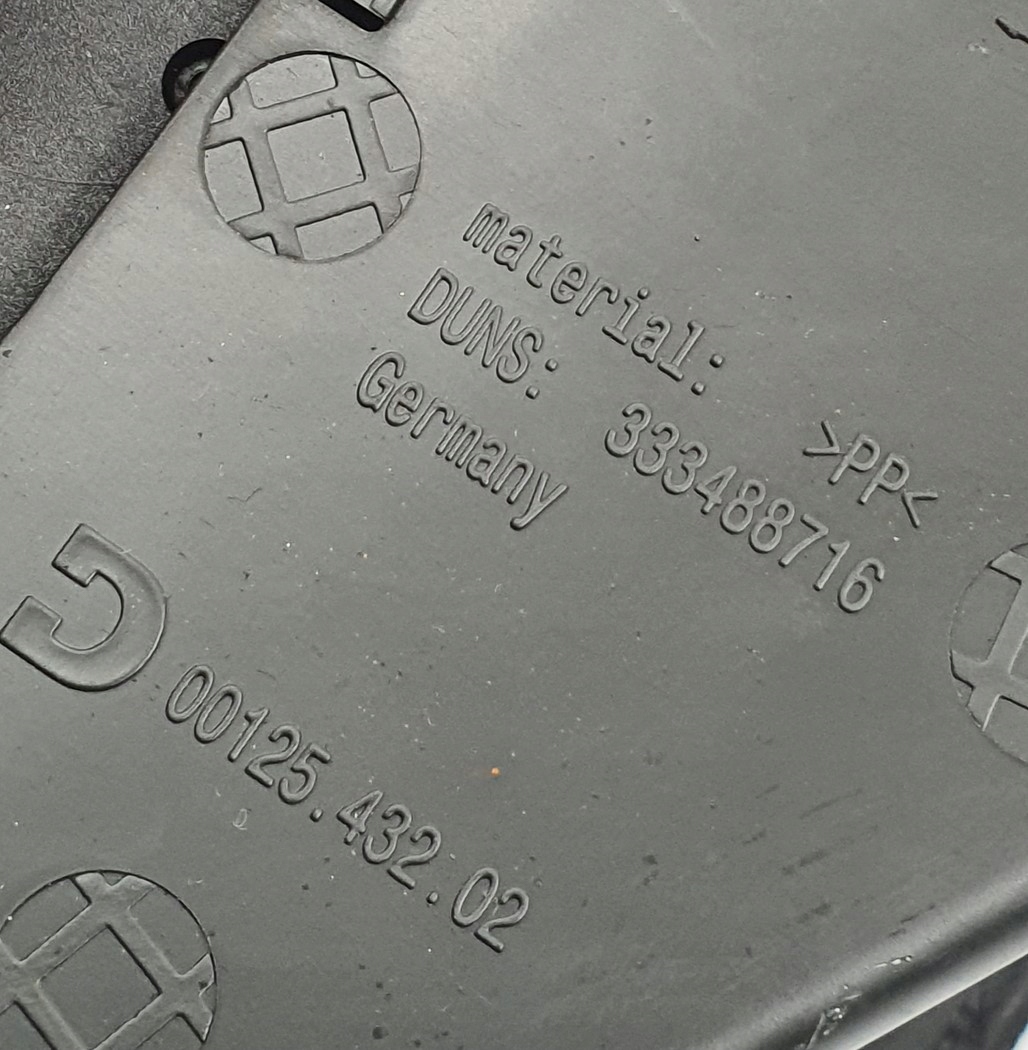 material: >PP<
DUNS: 333488716
Germany
00125.432.02